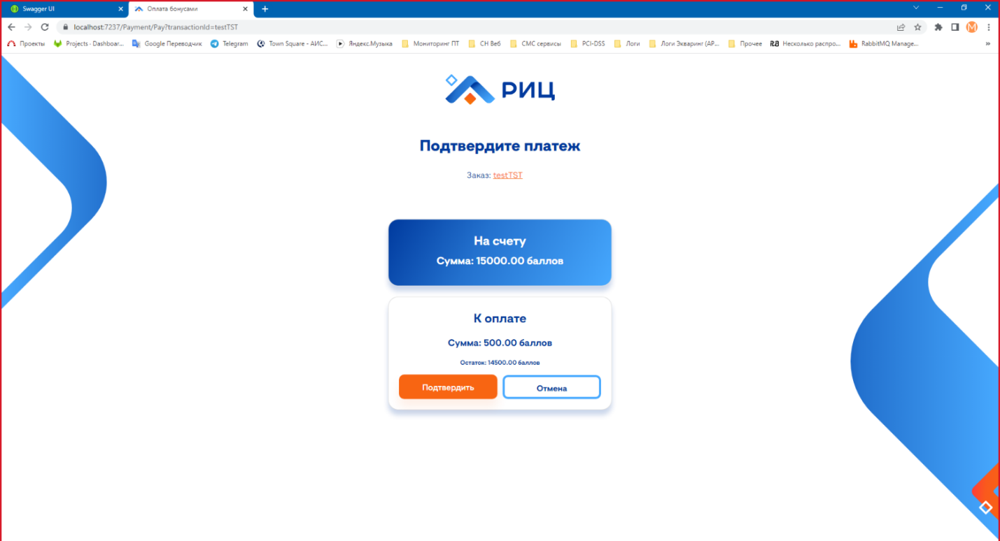 Swagger UI
Оплата бонусами
localhost:7237/Payment/Pay?transactionId=testTST
M
Проекты Projects · Dashboar... Google Переводчик Telegram Town Square - АИС... Яндекс.Музыка Мониторинг ПТ СН Веб СМС сервисы PCI-DSS Логи Логи Экваринг (AP... Прочее Несколько распро... RabbitMQ Manage...
РИЦ
Подтвердите платеж
Заказ: testTST
На счету
Сумма: 15000.00 баллов
К оплате
Сумма: 500.00 баллов
Остаток: 14500.00 баллов
Подтвердить Отмена